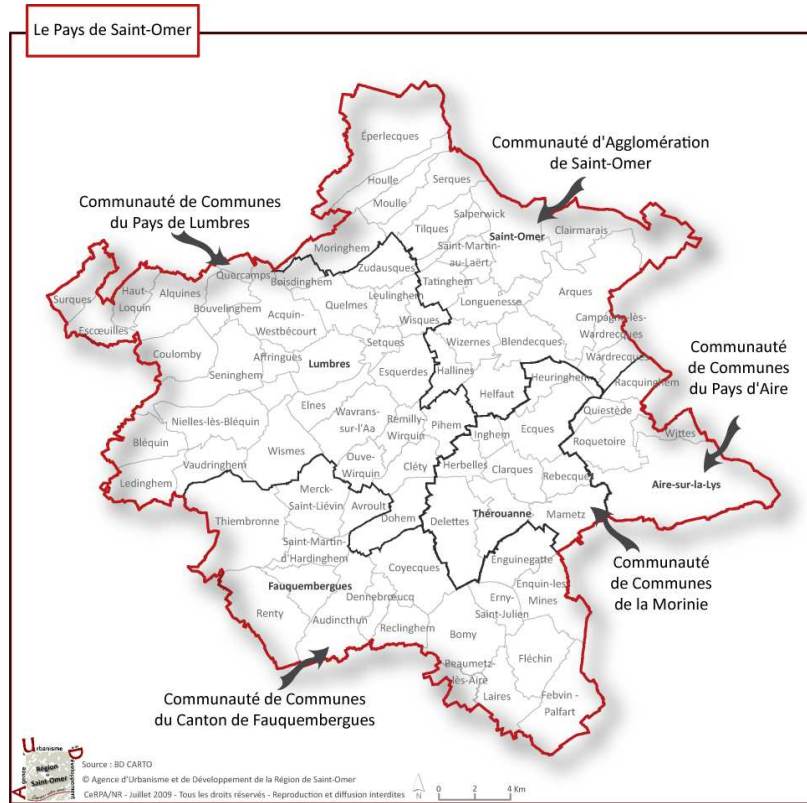 Le Pays de Saint-Omer
Communauté d'Agglomération
de Saint-Omer
Communauté de Communes
du Pays de Lumbres
Communauté
de Communes
du Pays d'Aire
Communauté
de Communes
de la Morinie
Communauté de Communes
du Canton de Fauquembergues
Éperlecques
Houlle
Moulle
Serques
Salperwick
Tilques
Saint-Omer
Clairmarais
Saint-Martin
au-Laërt
Moringhem
Zudausques
Tatinghem
Boisdinghem
Quercamps
Leulinghem
Longuenesse
Arques
Surques
Haut-
Loquin
Alquines
Bouvelinghem
Escœuilles
Acquin-
Westbécourt
Quelmes
Wisques
Campagne-lès-
Wardrecques
Wardrecques
Racquinghem
Wizernes
Blendecques
Coulomby
Affringues
Lumbres
Setques
Hallines
Seninghem
Esquerdes
Helfaut
Heuringhem
Quiestède
Wittes
Roquetoire
Nielles-lès-Bléquin
Elnes
Wavrans-
sur-l'Aa
Remilly
Wirquin
Pihem
Inghem
Ecques
Bléquin
Vaudringhem
Wismes
Ouve-
Wirquin
Cléty
Herbelles
Clarques
Rebecques
Aire-sur-la-Lys
Ledinghem
Merck-
Saint-Liévin
Avroult
Dohem
Delettes
Thérouanne
Mametz
Thiembronne
Saint-Martin-
d'Hardinghem
Coyecques
Enguinegatte
Enquin-les-
Mines
Fauquembergues
Dennebrœucq
Erny-
Saint-Julien
Renty
Audincthun
Reclinghem
Bomy
Fléchin
Beaumetz-
lès-Aire
Laires
Febvin -
Palfart
Agence
Urbanisme
Développement
Région
Saint-Omer
Source : BD CARTO
© Agence d'Urbanisme et de Développement de la Région de Saint-Omer
CeRPA/NR - Juillet 2009 - Tous les droits réservés - Reproduction et diffusion interdites
N
0 2 4 Km